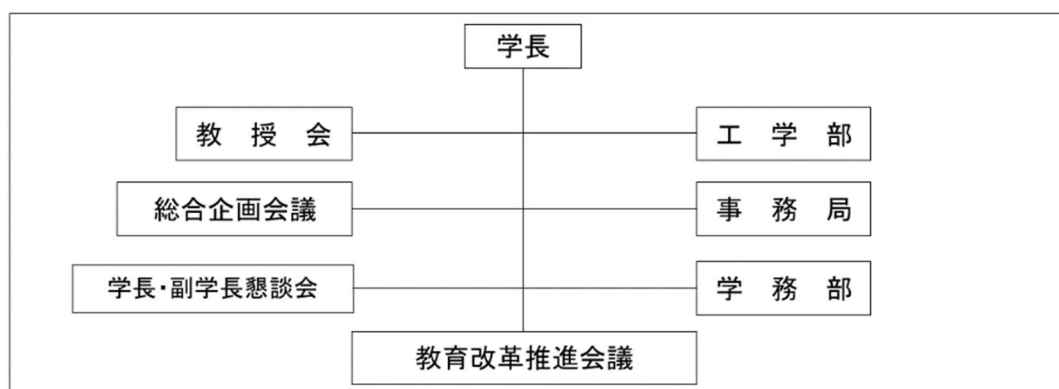 学長
教　授　会
工　学　部
総合企画会議
事　務　局
学長・副学長懇談会
学　務　部
教育改革推進会議